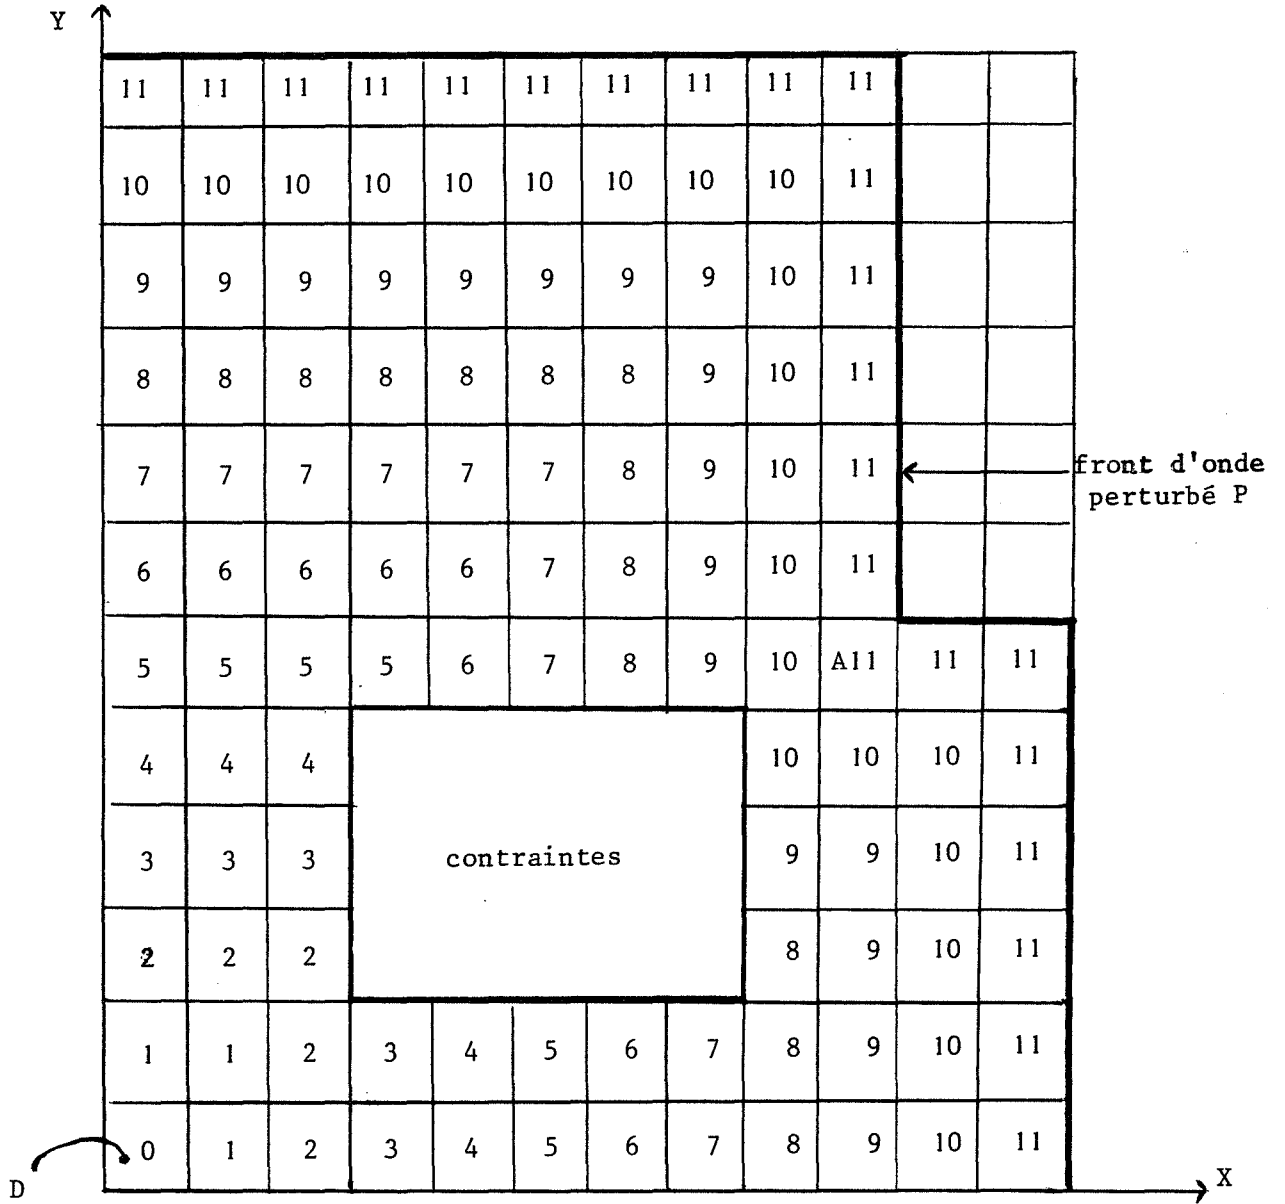 Y
11 11 11 11 11 11 11 11 11 11
10 10 10 10 10 10 10 10 10 11
9 9 9 9 9 9 9 9 10 11
8 8 8 8 8 8 8 9 10 11
7 7 7 7 7 7 8 9 10 11
front d'onde
perturbé P
6 6 6 6 6 7 8 9 10 11
5 5 5 5 6 7 8 9 10 A11 11 11
4 4 4 10 10 10 11
3 3 3 contraintes 9 9 10 11
2 2 2 8 9 10 11
1 1 2 3 4 5 6 7 8 9 10 11
0 1 2 3 4 5 6 7 8 9 10 11
D
X